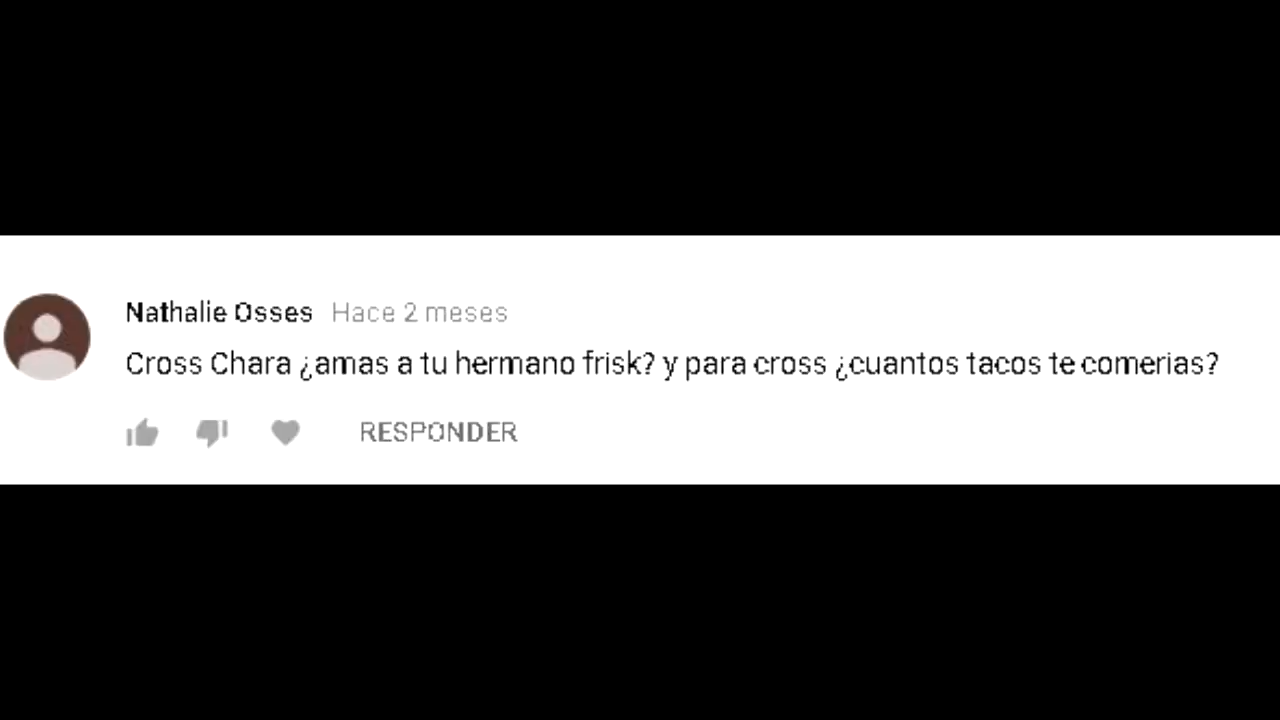 Nathalie Osses Hace 2 meses
Cross Chara ¿amas a tu hermano frisk? y para cross ¿cuantos tacos te comerias?
RESPONDER